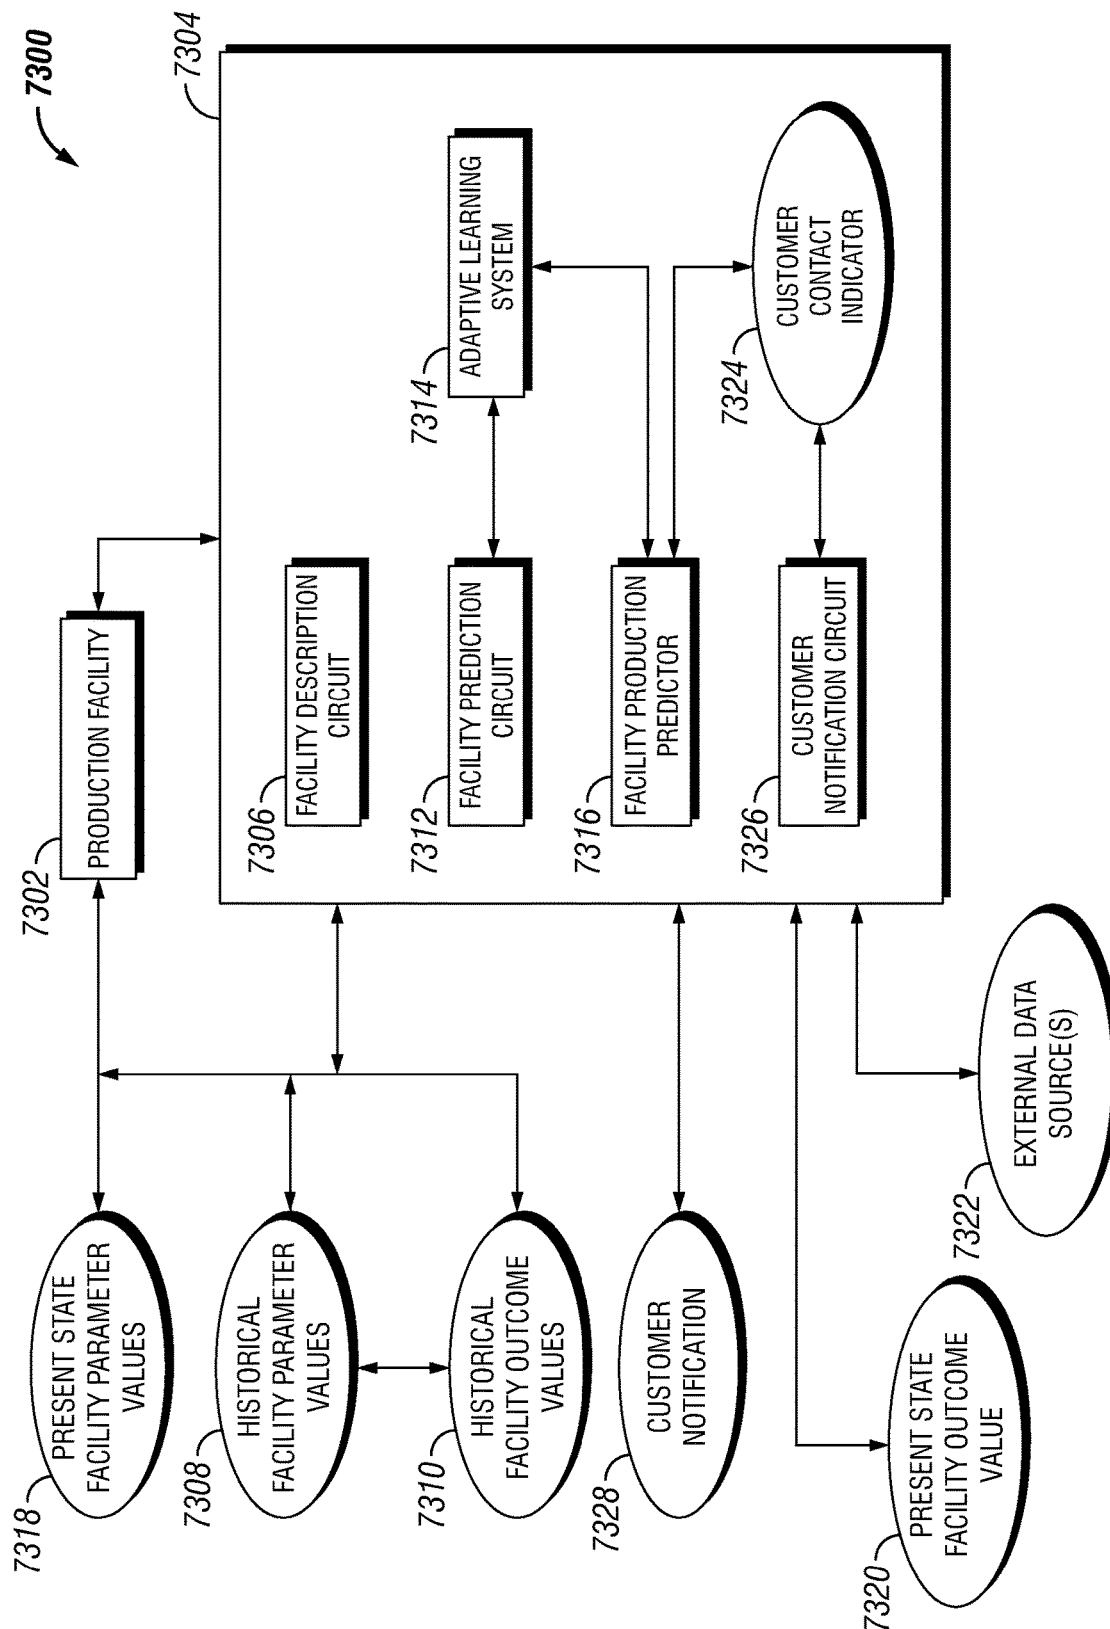 7300
7304
7302
PRODUCTION FACILITY
7318
PRESENT STATE
FACILITY PARAMETER
VALUES
7308
HISTORICAL
FACILITY PARAMETER
VALUES
7310
HISTORICAL
FACILITY OUTCOME
VALUES
7328
CUSTOMER
NOTIFICATION
7320
PRESENT STATE
FACILITY OUTCOME
VALUE
7322
EXTERNAL DATA
SOURCE(S)
7306
FACILITY DESCRIPTION
CIRCUIT
7312
FACILITY PREDICTION
CIRCUIT
7314
ADAPTIVE LEARNING
SYSTEM
7316
FACILITY PRODUCTION
PREDICTOR
7324
CUSTOMER
CONTACT
INDICATOR
7326
CUSTOMER
NOTIFICATION CIRCUIT